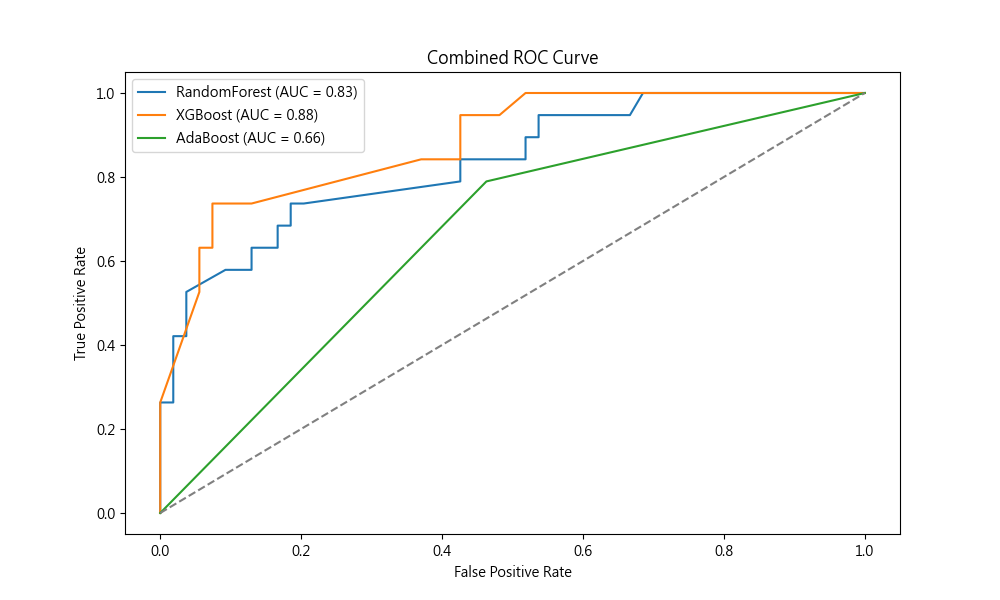 Combined ROC Curve
RandomForest (AUC = 0.83)
XGBoost (AUC = 0.88)
AdaBoost (AUC = 0.66)
True Positive Rate
1.0
0.8
0.6
0.4
0.2
0.0
0.0 0.2 0.4 0.6 0.8 1.0
False Positive Rate